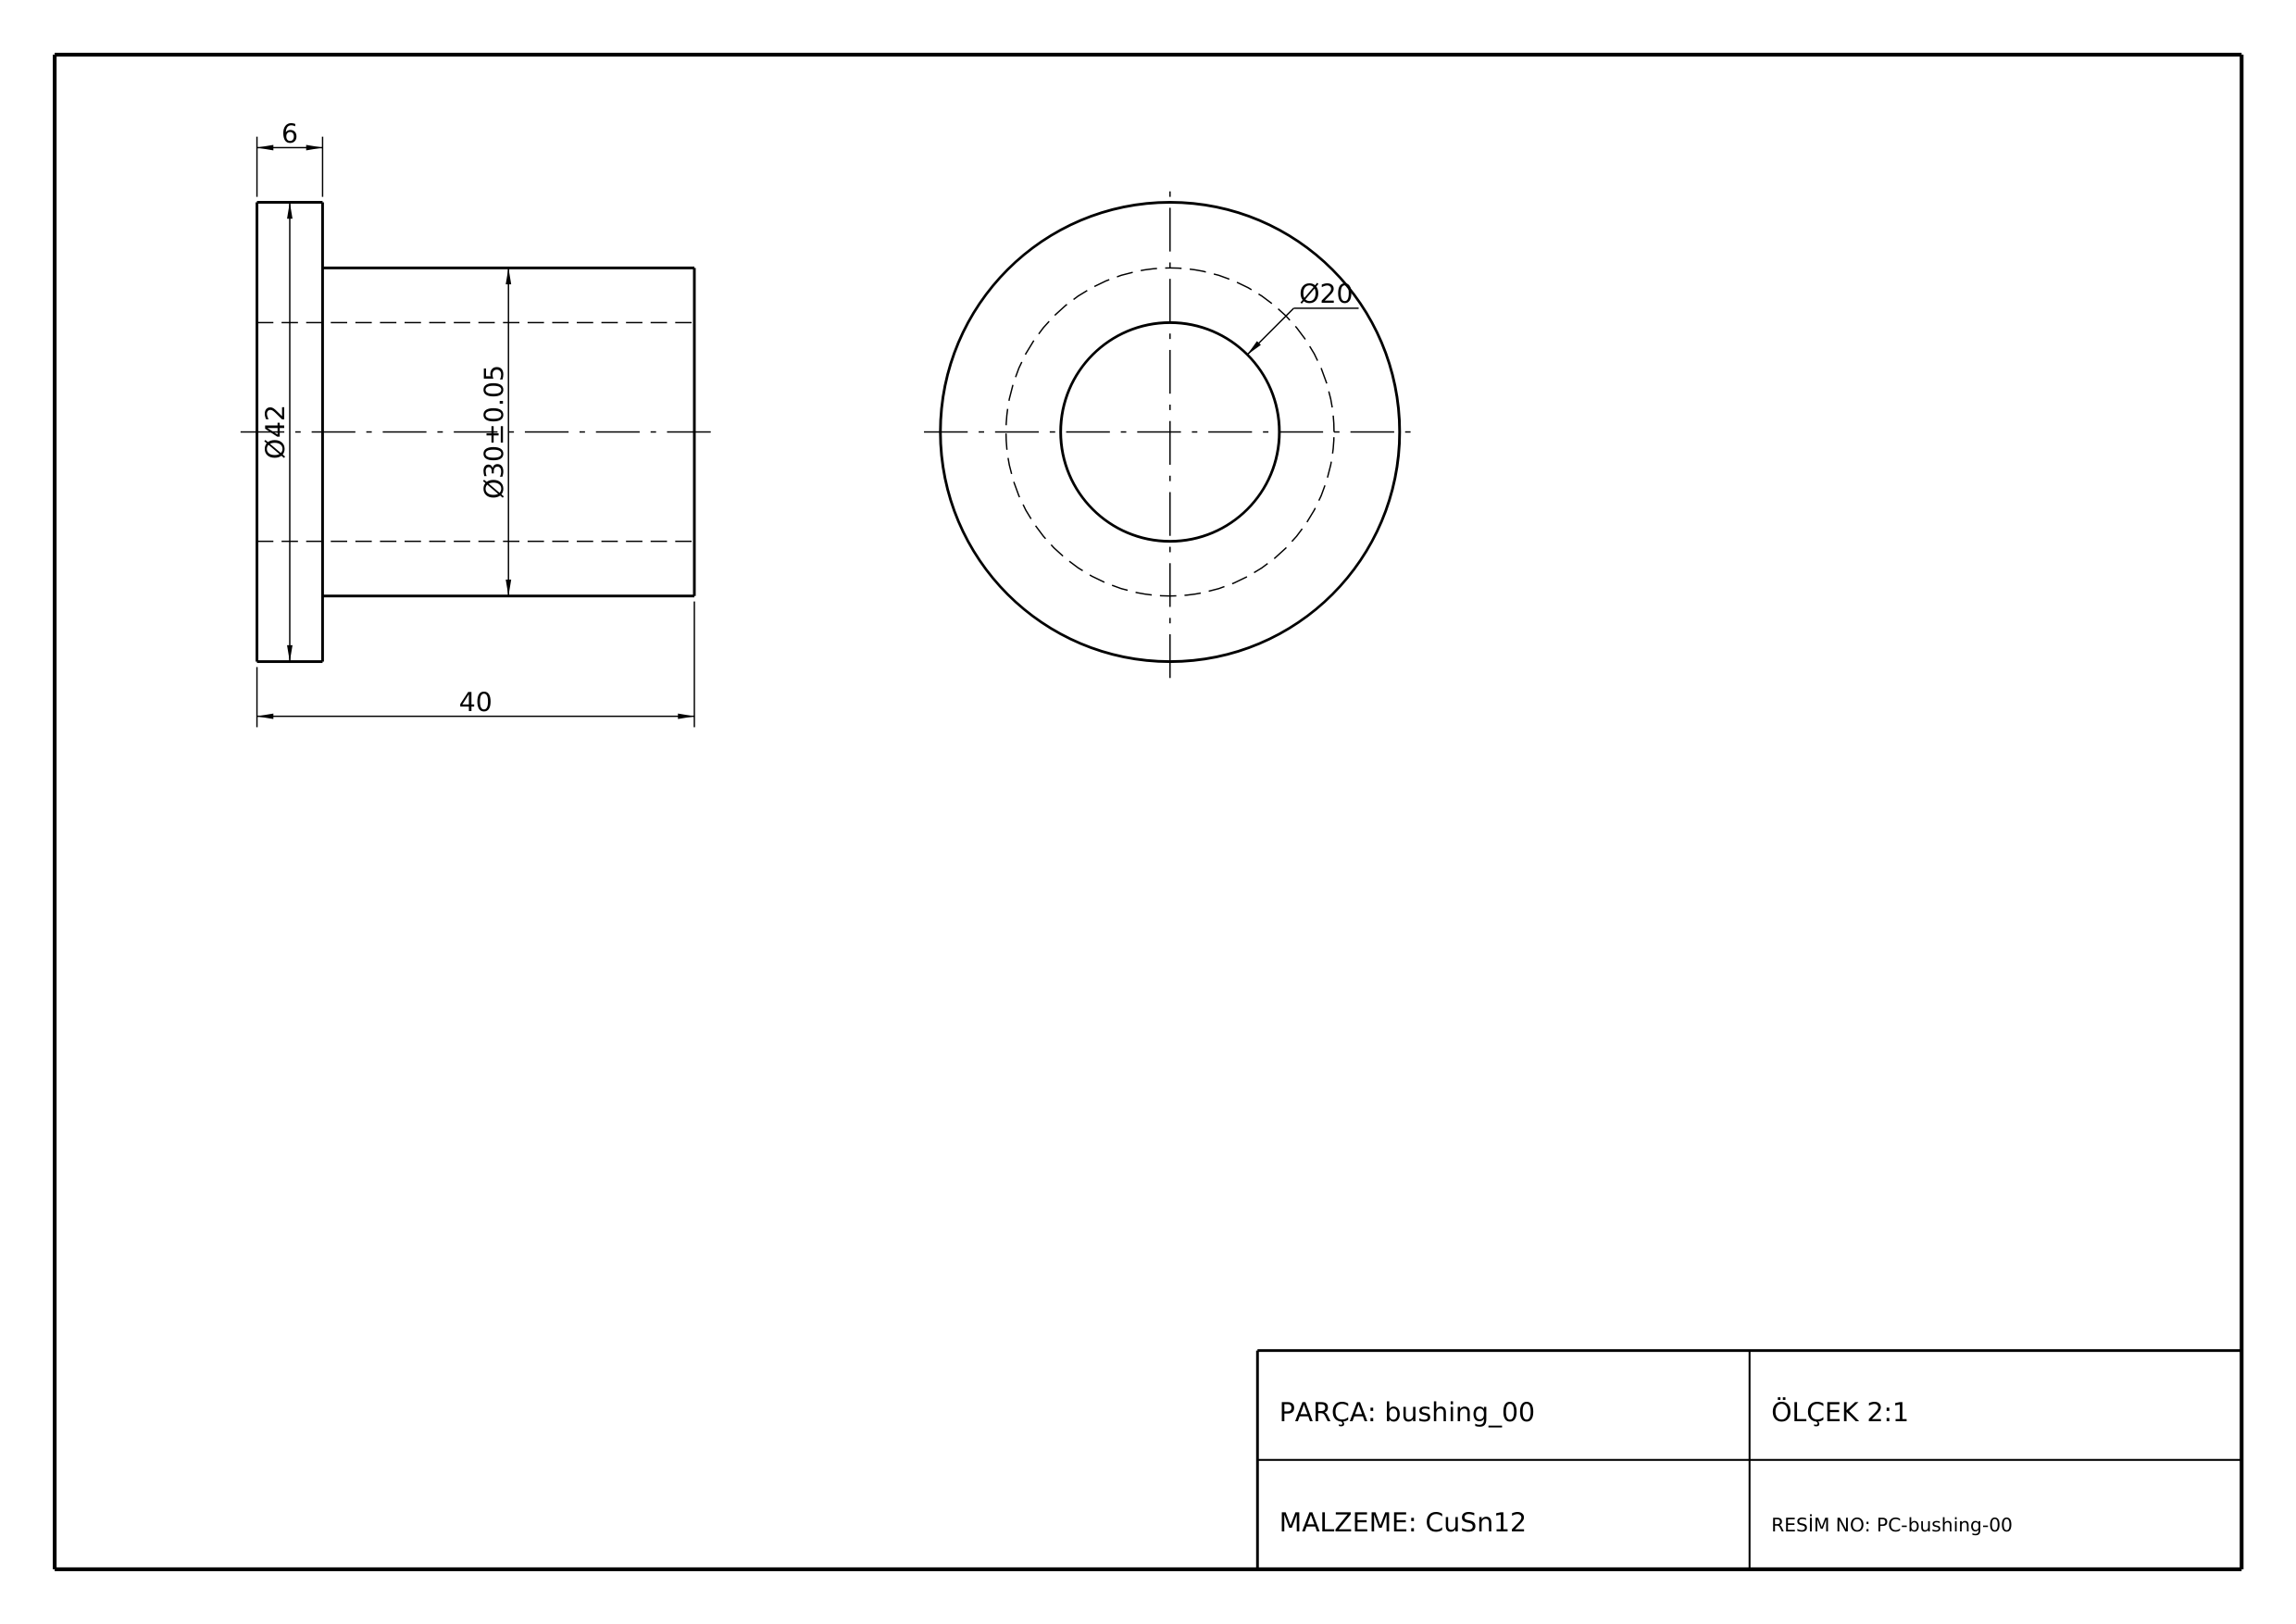 6
Ø20
Ø42
Ø30±0.05
40
PARÇA: bushing_00
ÖLÇEK 2:1
MALZEME: CuSn12
RESİM NO: PC-bushing-00